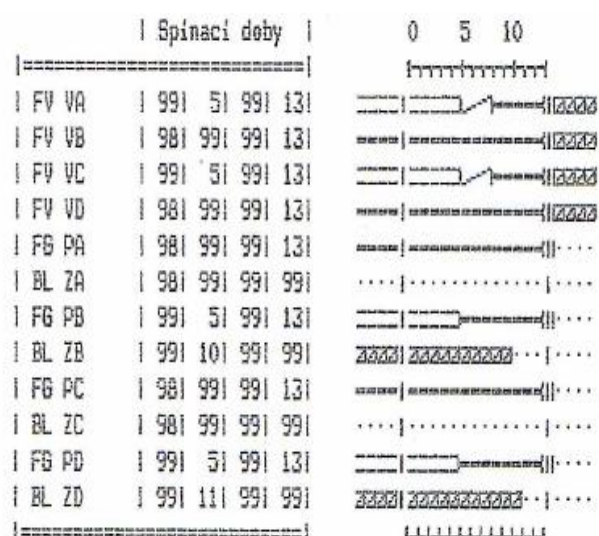 | Spínací doby | 0 5 10
|===========================|
| FV VA | 99| 5| 99| 13|
| FV VB | 98| 99| 99| 13|
| FV VC | 99| 5| 99| 13|
| FV VD | 98| 99| 99| 13|
| FG PA | 98| 99| 99| 13|
| BL ZA | 98| 99| 99| 99|
| FG PB | 99| 5| 99| 13|
| BL ZB | 99| 10| 99| 99|
| FG PC | 98| 99| 99| 13|
| BL ZC | 98| 99| 99| 99|
| FG PD | 99| 5| 99| 13|
| BL ZD | 99| 11| 99| 99|
|===========================|